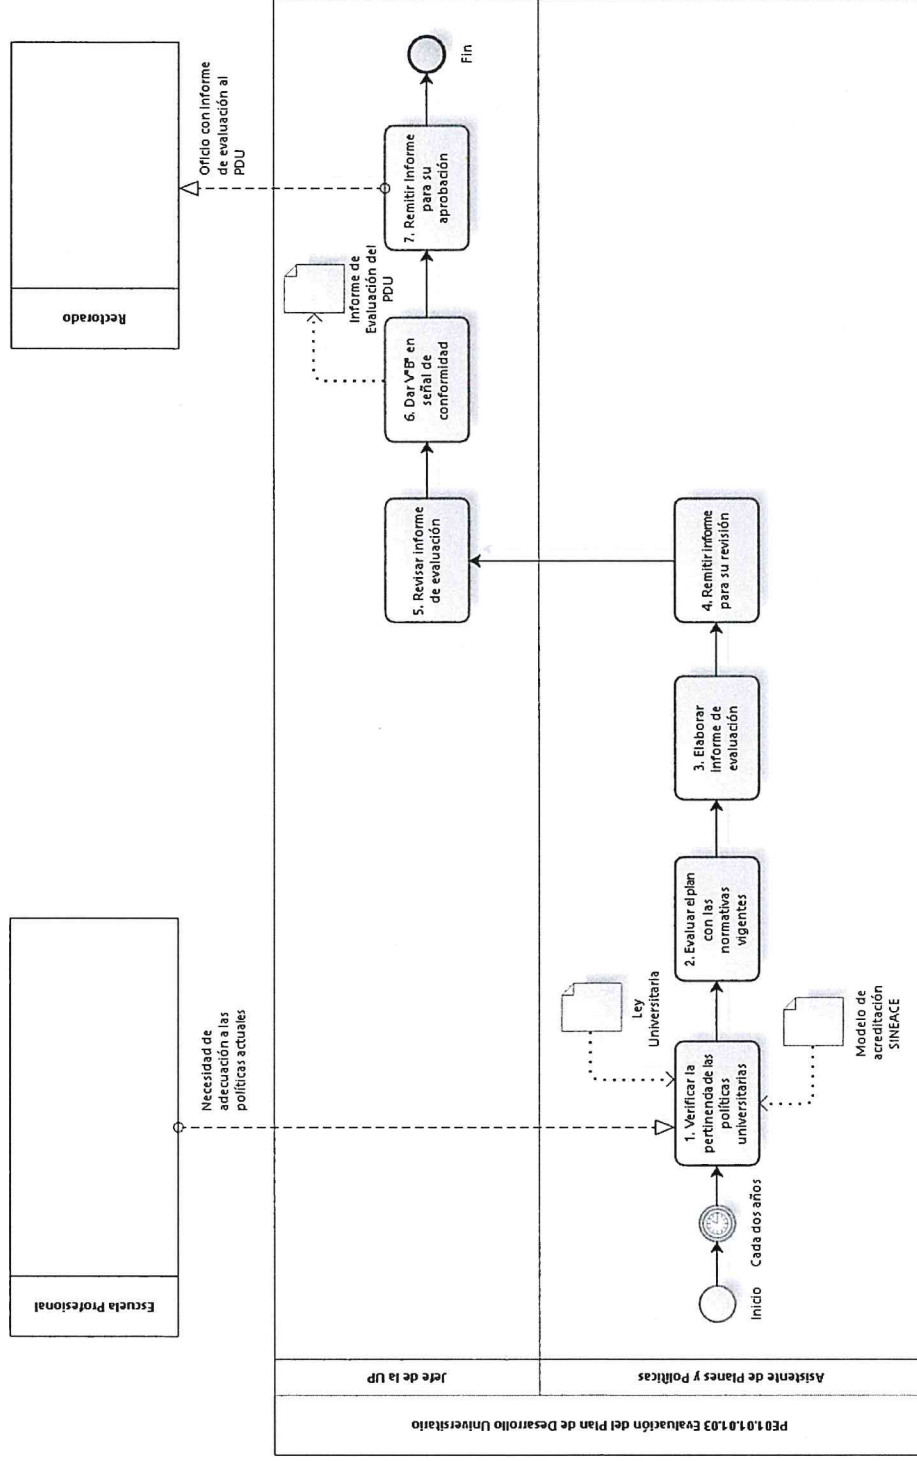 Escuela Profesional
Rectorado
Necesidad de
adecuación a las
políticas actuales
Oficio con informe
de evaluación al
PDU
PE01.01.01.03 Evaluación del Plan de Desarrollo Universitario
Jefe de la UP
5. Revisar informe
de evaluación
6. Dar V°B° en
señal de
conformidad
Informe de
Evaluación del
PDU
7. Remitir Informe
para su
aprobación
Fin
Asistente de Planes y Políticas
Inicio
Cada dos años
1. Verificar la
pertinencia de las
políticas
universitarias
Ley
Universitaria
Modelo de
acreditación
SINEACE
2. Evaluar el plan
con las
normativas
vigentes
3. Elaborar
Informe de
evaluación
4. Remitir informe
para su revisión